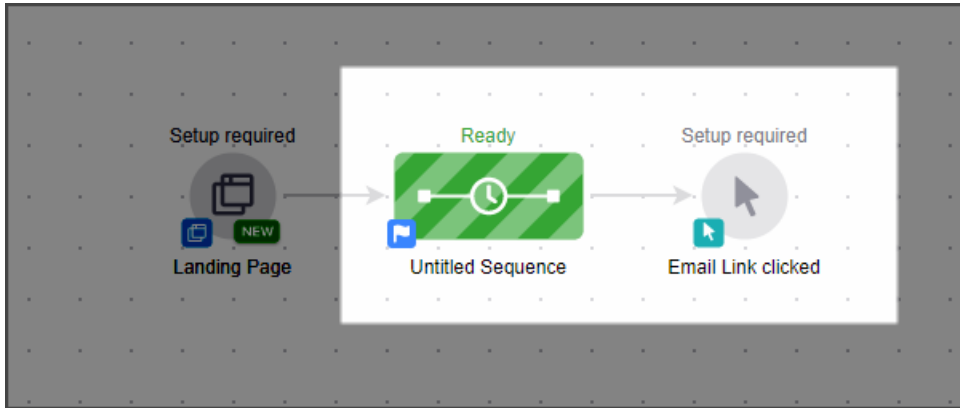 Setup required
Ready
Setup required
NEW
Landing Page
Untitled Sequence
Email Link clicked